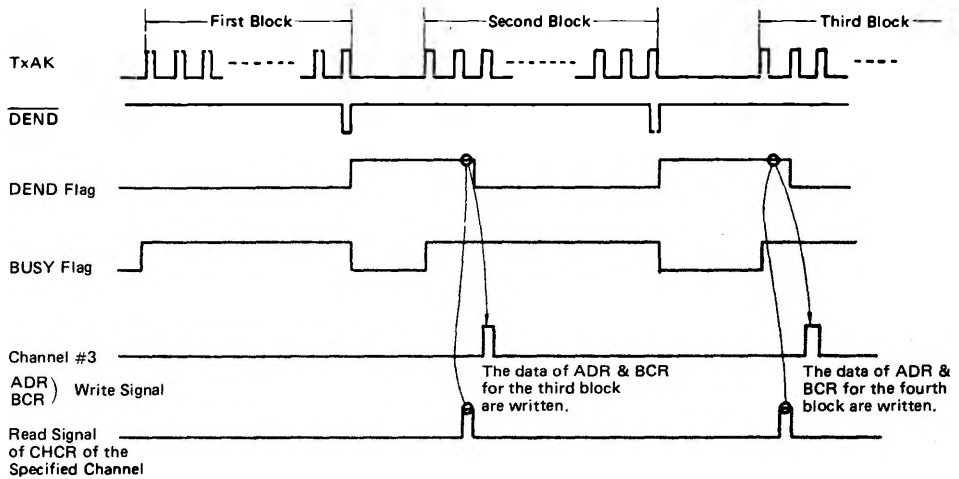 First Block
Second Block
Third Block
TxAK
DEND
DEND Flag
BUSY Flag
Channel #3
ADR
BCR ) Write Signal
The data of ADR & BCR
for the third block
are written.
The data of ADR &
BCR for the fourth
block are written.
Read Signal
of CHCR of the
Specified Channel